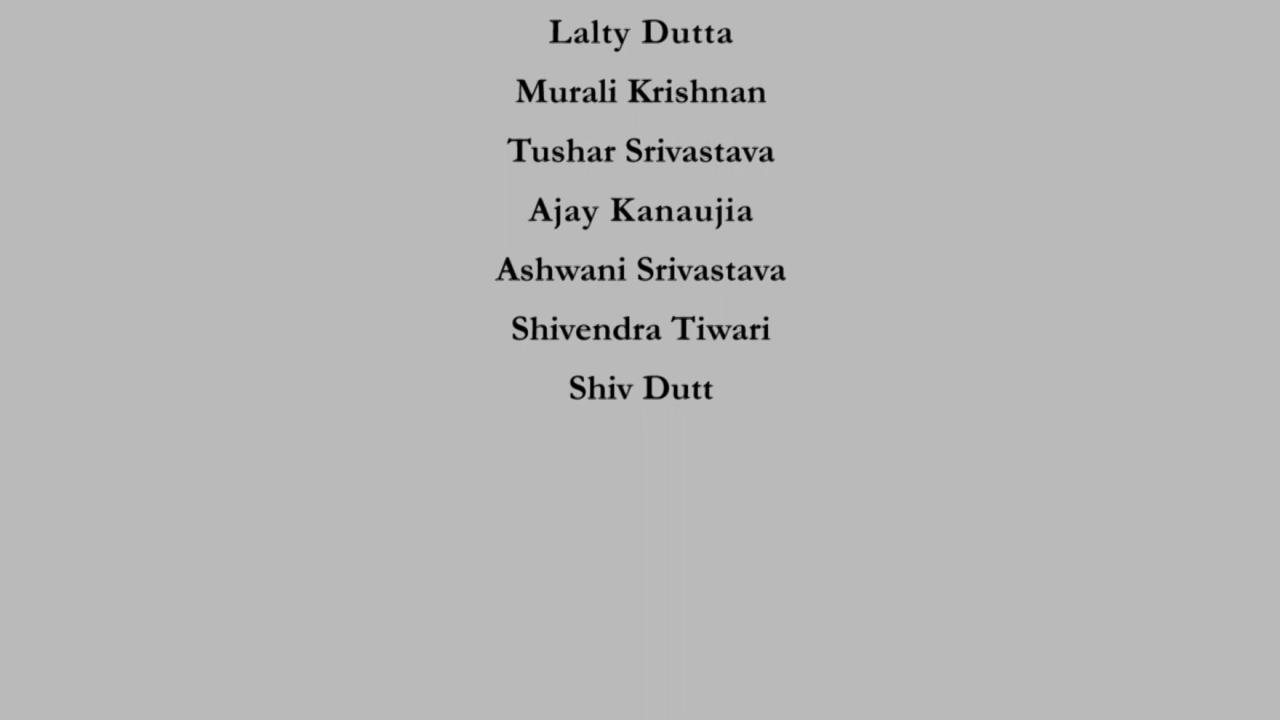 Lalty Dutta
Murali Krishnan
Tushar Srivastava
Ajay Kanaujia
Ashwani Srivastava
Shivendra Tiwari
Shiv Dutt